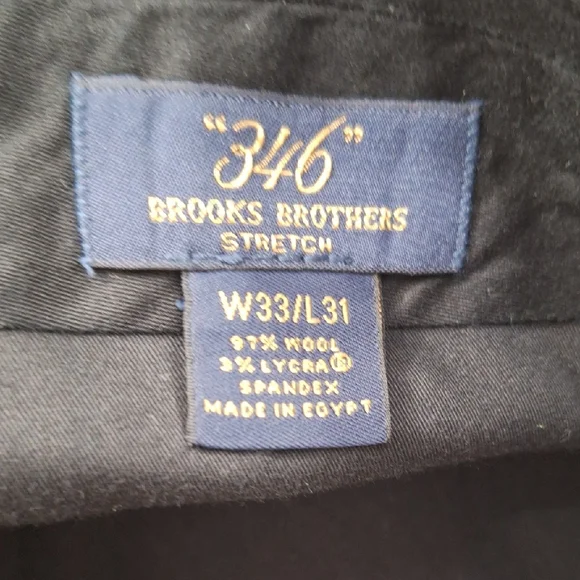 "346"
BROOKS BROTHERS
STRETCH
W33/L31
97% WOOL
3% LYCRA®
SPANDEX
MADE IN EGYPT